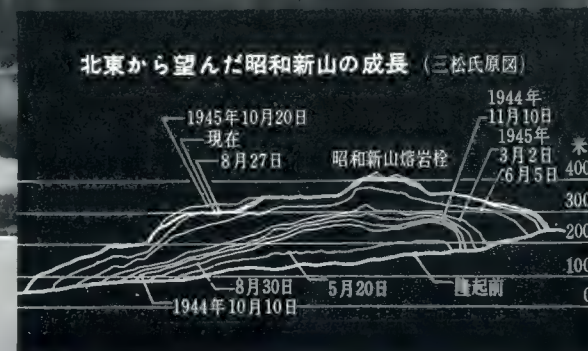 北東から望んだ昭和新山の成長 (三松氏原図)
1945年10月20日
現在
8月27日
昭和新山熔岩栓
1944年
11月10日
1945年
3月2日
6月5日
米
400
300
200
100
0
8月30日
5月20日
隆起前
1944年10月10日